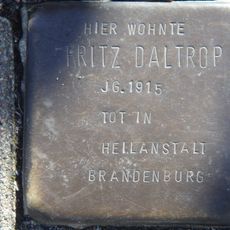 HIER WOHNTE
FRITZ DALTROP
JG. 1915
TOT IN
HEILANSTALT
BRANDENBURG